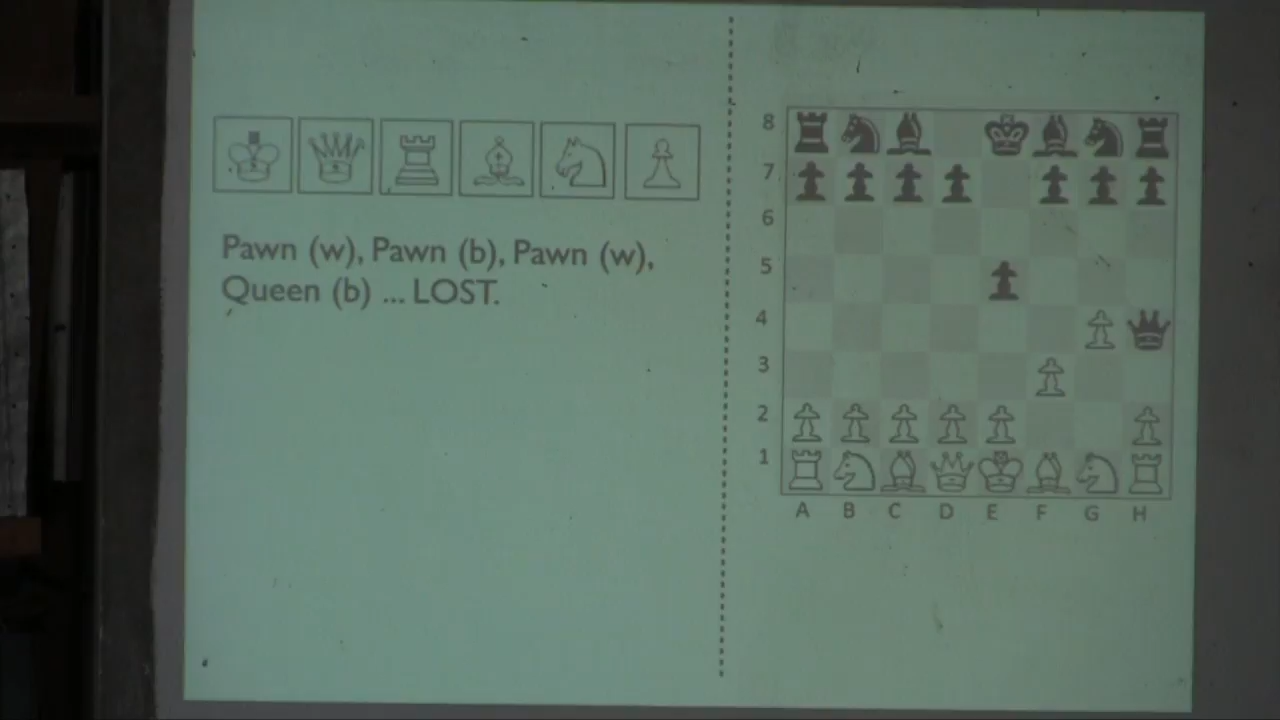 Pawn (w), Pawn (b), Pawn (w),
Queen (b) ... LOST.
8
7
6
5
4
3
2
1
A B C D E F G H